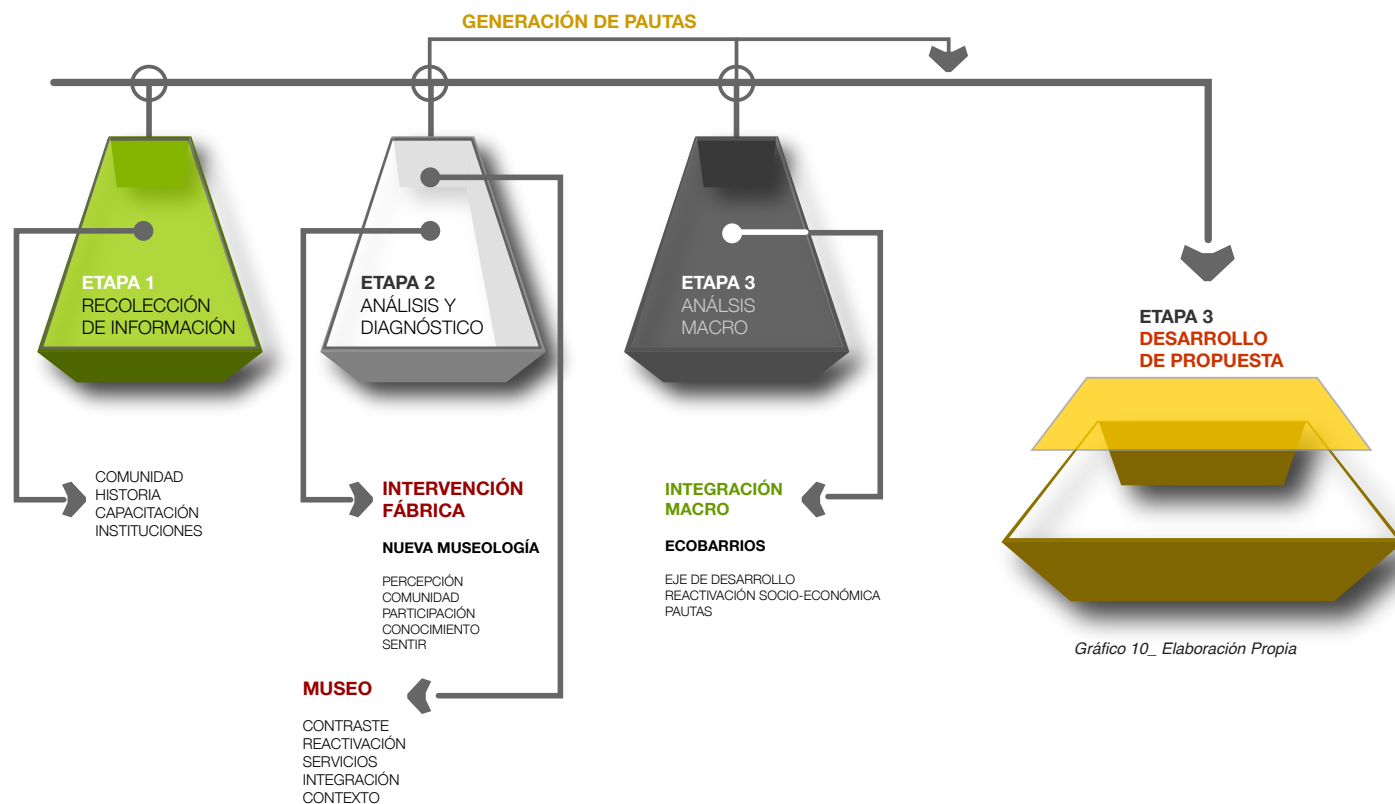 GENERACIÓN DE PAUTAS
ETAPA 1
RECOLECCIÓN
DE INFORMACIÓN
COMUNIDAD
HISTORIA
CAPACITACIÓN
INSTITUCIONES
ETAPA 2
ANÁLISIS Y
DIAGNÓSTICO
INTERVENCIÓN
FÁBRICA
NUEVA MUSEOLOGÍA
PERCEPCIÓN
COMUNIDAD
PARTICIPACIÓN
CONOCIMIENTO
SENTIR
MUSEO
CONTRASTE
REACTIVACIÓN
SERVICIOS
INTEGRACIÓN
CONTEXTO
ETAPA 3
ANÁLSIS
MACRO
INTEGRACIÓN
MACRO
ECOBARRIOS
EJE DE DESARROLLO
REACTIVACIÓN SOCIO-ECONÓMICA
PAUTAS
ETAPA 3
DESARROLLO
DE PROPUESTA
Gráfico 10_ Elaboración Propia